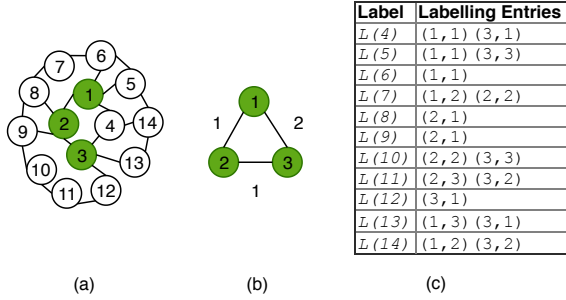 6
7
5
8
1
2
4
14
9
3
13
10
11
12
(a)
1
1
2
2
3
1
(b)
Label Labelling Entries
L(4) (1,1)(3,1)
L(5) (1,1)(3,3)
L(6) (1,1)
L(7) (1,2)(2,2)
L(8) (2,1)
L(9) (2,1)
L(10) (2,2)(3,3)
L(11) (2,3)(3,2)
L(12) (3,1)
L(13) (1,3)(3,1)
L(14) (1,2)(3,2)
(c)